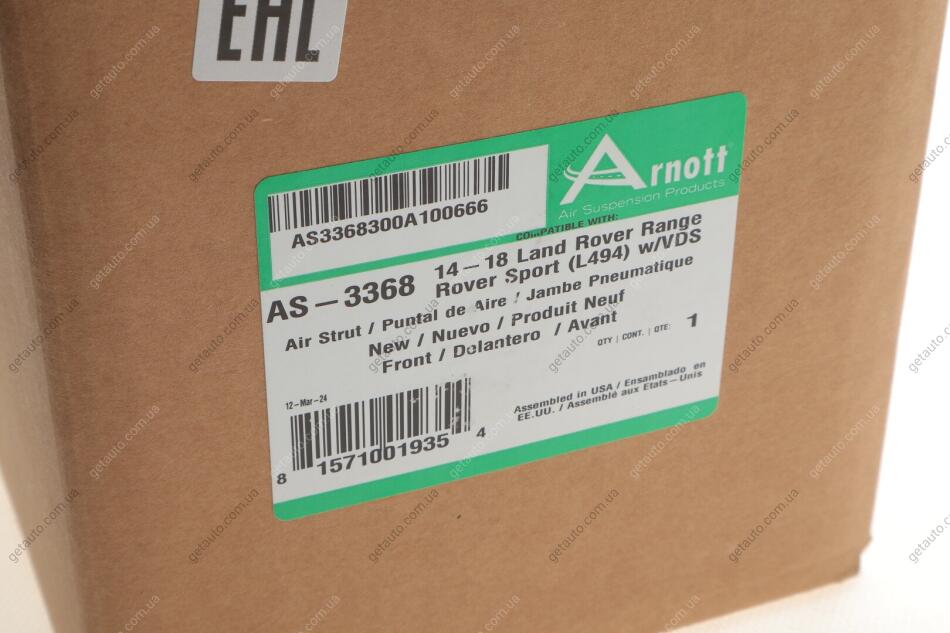 EAC
Arnott
Air Suspension Products
AS3368300A100666
COMPATIBLE WITH:
AS-3368
14-18 Land Rover Range
Rover Sport (L494) w/VDS
Air Strut / Puntal de Aire / Jambe Pneumatique
New / Nuevo / Produit Neuf
Front / Delantero / Avant
QTY | CONT. | QTE: 1
12-Mar-24
8 1571001935 4
Assembled in USA / Ensamblado en
EE.UU. / Assemblé aux Etats-Unis
getauto.com.ua